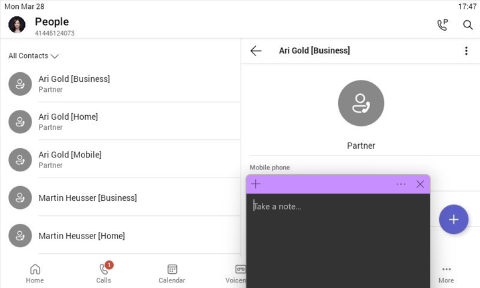 Mon Mar 28
17:47
People
41445124073
P
All Contacts
Ari Gold [Business]
Ari Gold [Business]
Partner
Ari Gold [Home]
Partner
Partner
Ari Gold [Mobile]
Partner
Mobile phone
Martin Heusser [Business]
Take a note...
Martin Heusser [Home]
1
Home
Calls
Calendar
More